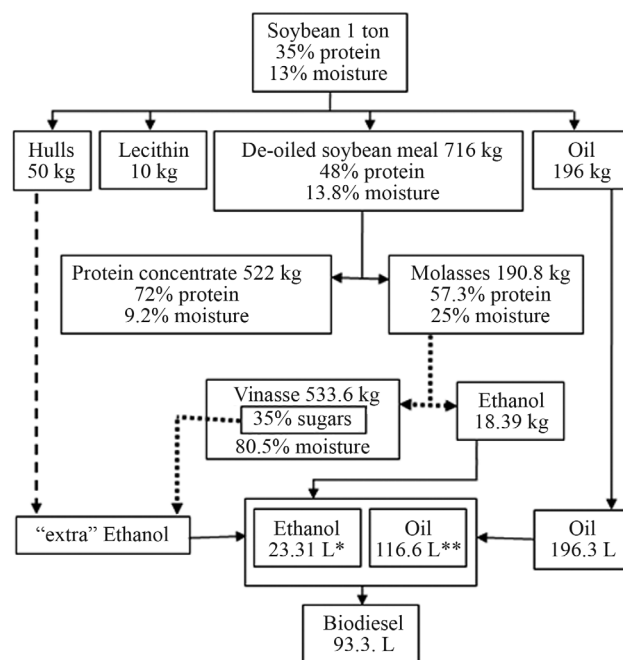 Soybean 1 ton
35% protein
13% moisture
Hulls
50 kg
Lecithin
10 kg
De-oiled soybean meal 716 kg
48% protein
13.8% moisture
Oil
196 kg
Protein concentrate 522 kg
72% protein
9.2% moisture
Molasses 190.8 kg
57.3% protein
25% moisture
Vinasse 533.6 kg
35% sugars
80.5% moisture
Ethanol
18.39 kg
“extra” Ethanol
Ethanol
23.31 L*
Oil
116.6 L**
Oil
196.3 L
Biodiesel
93.3. L